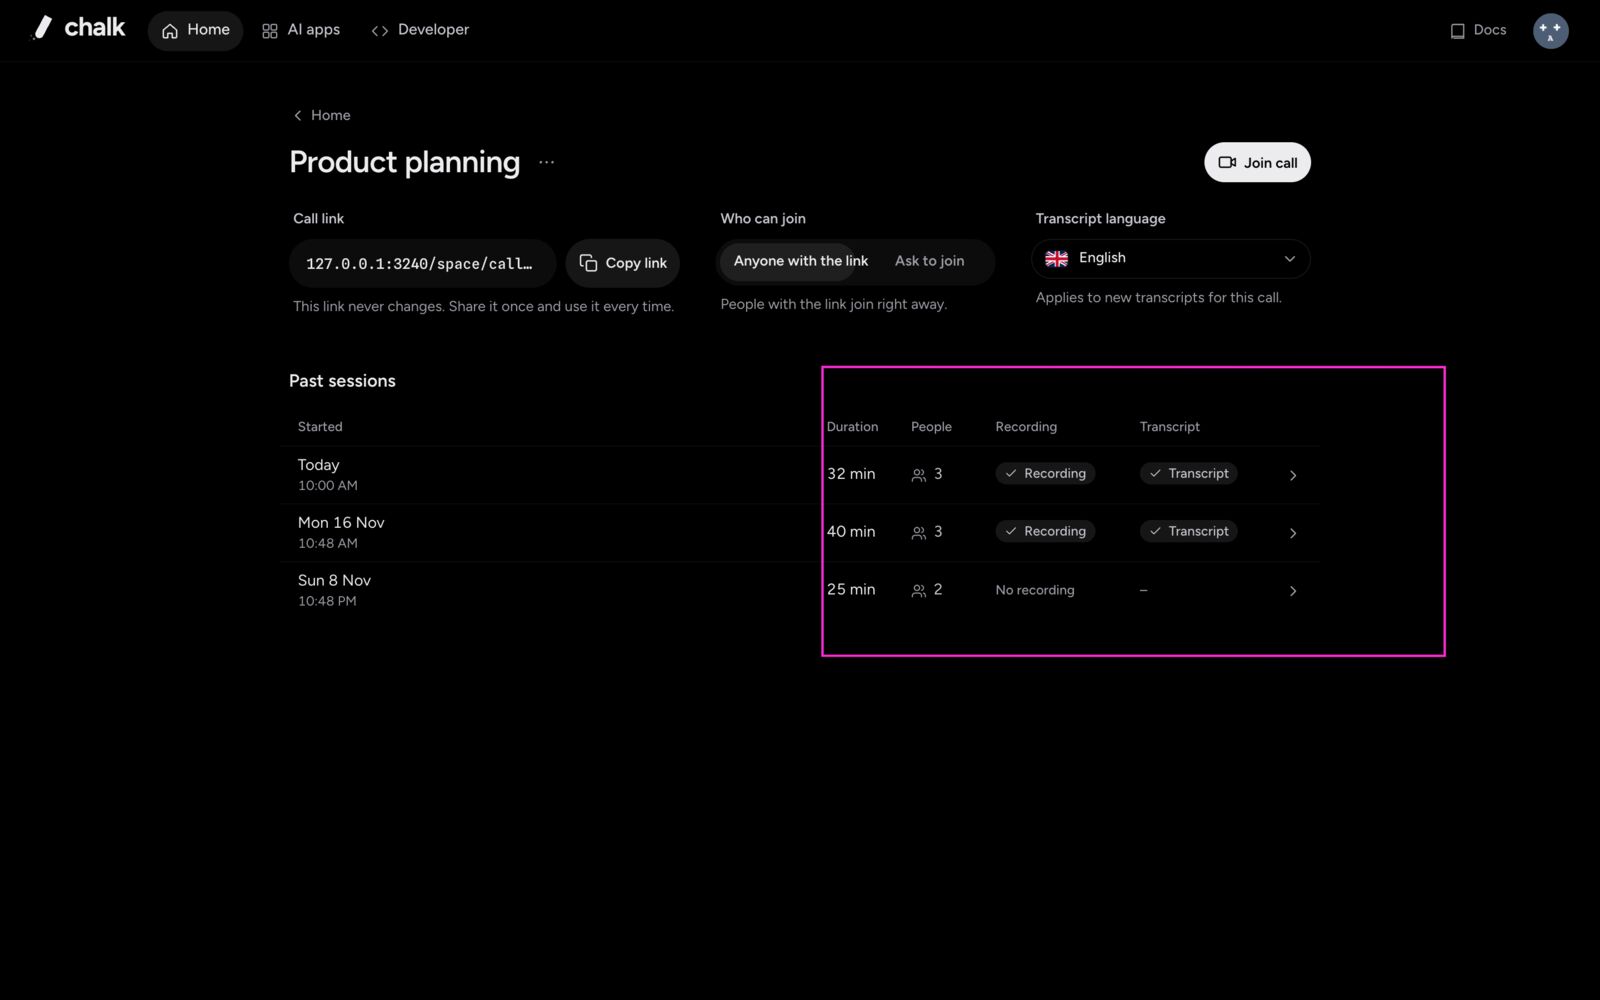 chalk
Home
AI apps
Developer
Docs
Home
Product planning
Join call
Call link
Who can join
Transcript language
127.0.0.1:3240/space/call…
Copy link
Anyone with the link
Ask to join
English
This link never changes. Share it once and use it every time.
People with the link join right away.
Applies to new transcripts for this call.
Past sessions
Started Duration People Recording Transcript
Today
10:00 AM
32 min 3 Recording Transcript
Mon 16 Nov
10:48 AM
40 min 3 Recording Transcript
Sun 8 Nov
10:48 PM
25 min 2 No recording –